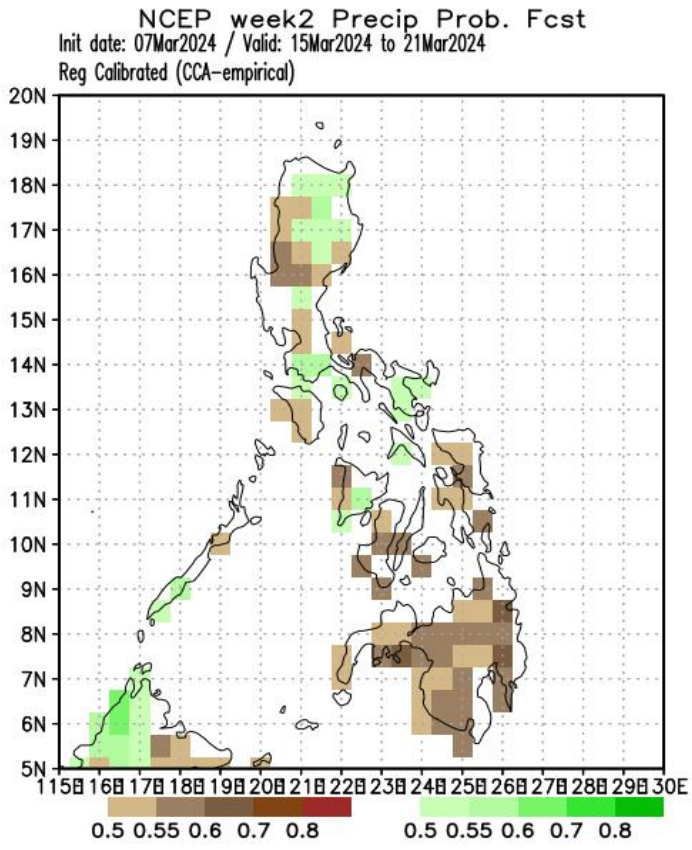 NCEP week2 Precip Prob. Fcst
Init date: 07Mar2024 / Valid: 15Mar2024 to 21Mar2024
Reg Calibrated (CCA-empirical)
20N
19N
18N
17N
16N
15N
14N
13N
12N
11N
10N
9N
8N
7N
6N
5N
115E 116E 117E 118E 119E 120E 121E 122E 123E 124E 125E 126E 127E 128E 129E 130E
0.5 0.55 0.6 0.7 0.8 0.5 0.55 0.6 0.7 0.8